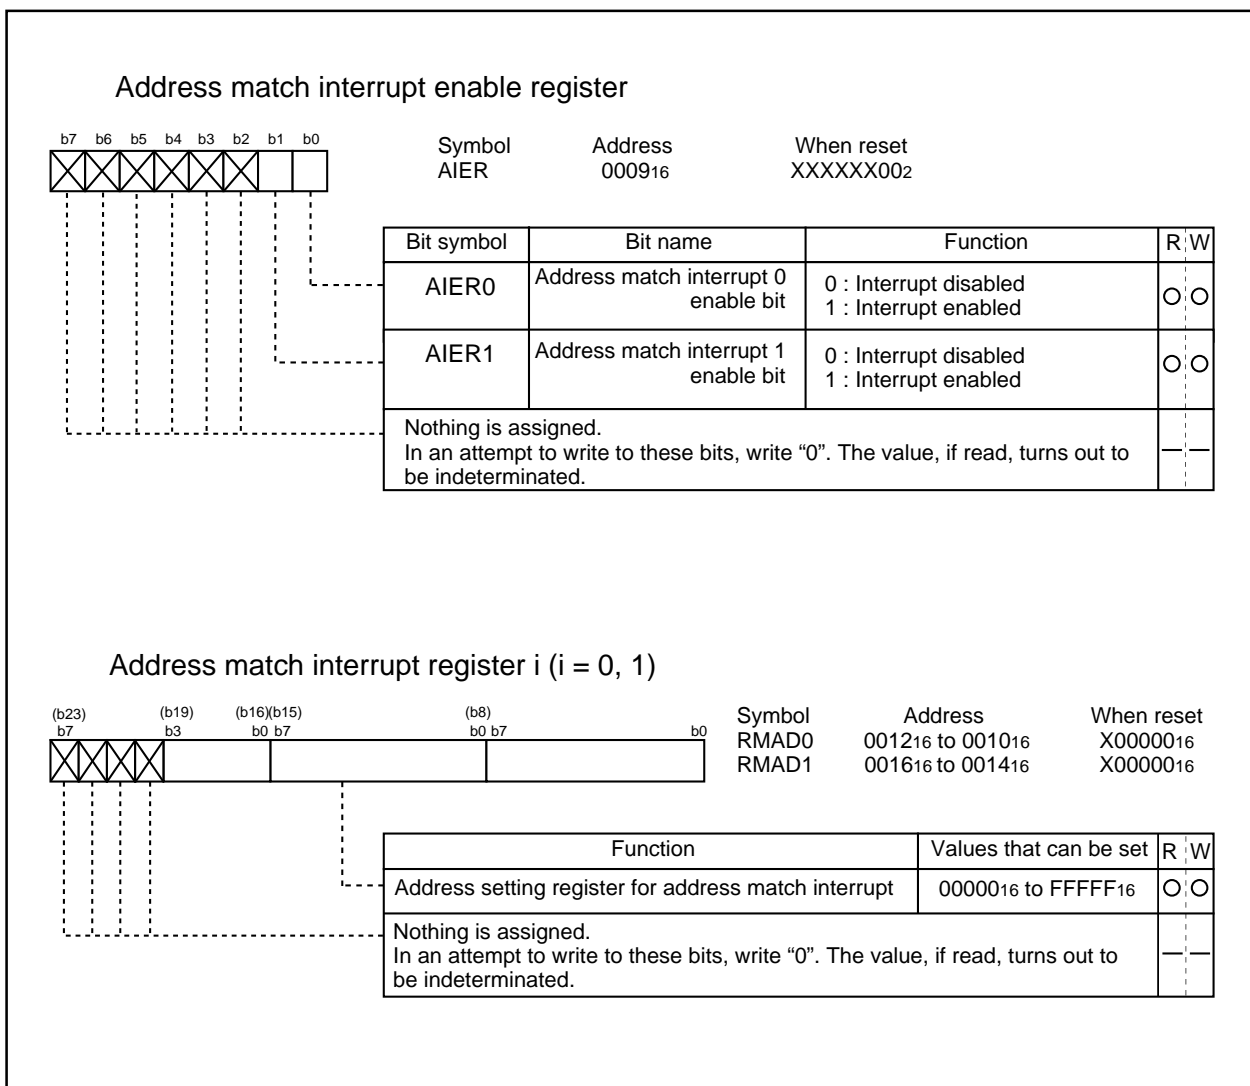 Address match interrupt enable register
b7 b6 b5 b4 b3 b2 b1 b0
Symbol Address When reset
AIER 000916 XXXXXX002
Bit symbol Bit name Function R W
AIER0 Address match interrupt 0 enable bit 0 : Interrupt disabled
1 : Interrupt enabled
AIER1 Address match interrupt 1 enable bit 0 : Interrupt disabled
1 : Interrupt enabled
Nothing is assigned.
In an attempt to write to these bits, write “0”. The value, if read, turns out to
be indeterminated.
Address match interrupt register i (i = 0, 1)
(b23) (b19) (b16)(b15) (b8)
b7 b3 b0 b7 b0 b7 b0
Symbol Address When reset
RMAD0 001216 to 001016 X0000016
RMAD1 001616 to 001416 X0000016
Function Values that can be set R W
Address setting register for address match interrupt 0000016 to FFFFF16
Nothing is assigned.
In an attempt to write to these bits, write “0”. The value, if read, turns out to
be indeterminated.